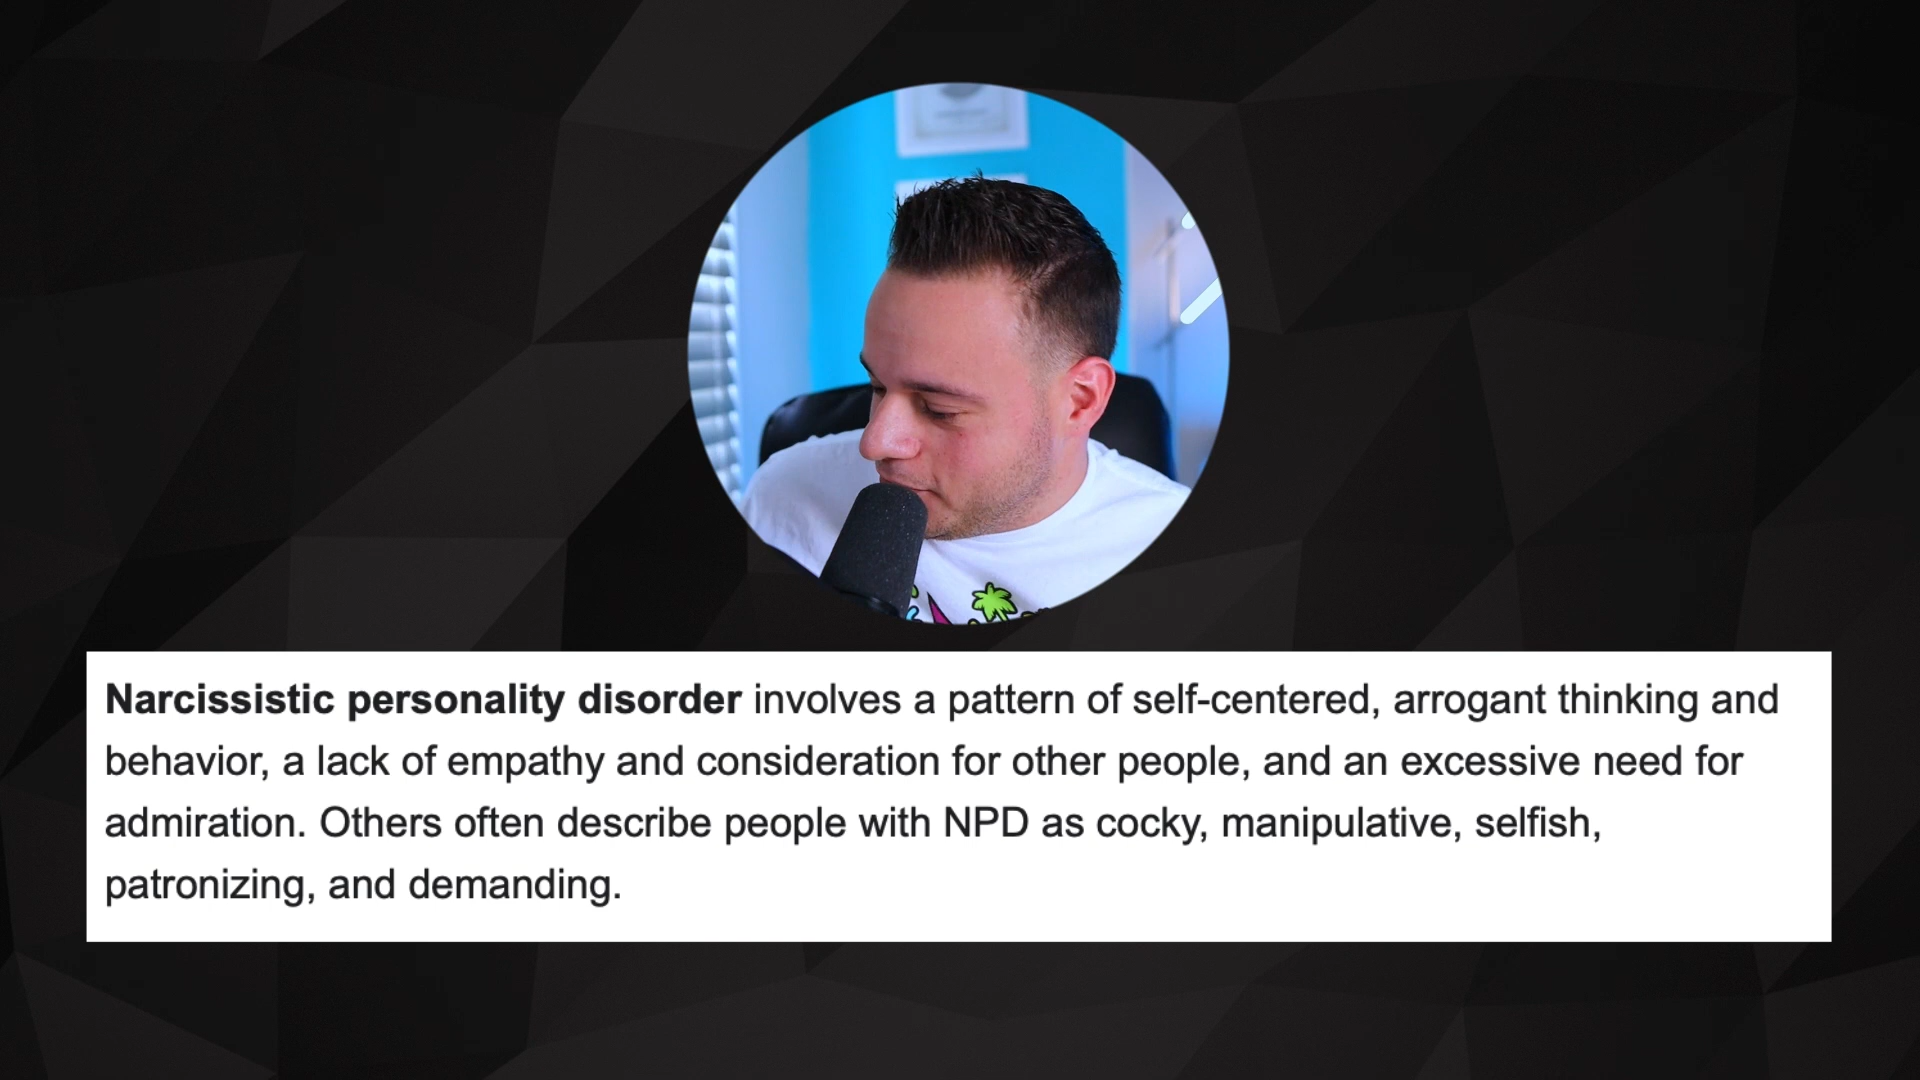 Narcissistic personality disorder involves a pattern of self-centered, arrogant thinking and
behavior, a lack of empathy and consideration for other people, and an excessive need for
admiration. Others often describe people with NPD as cocky, manipulative, selfish,
patronizing, and demanding.